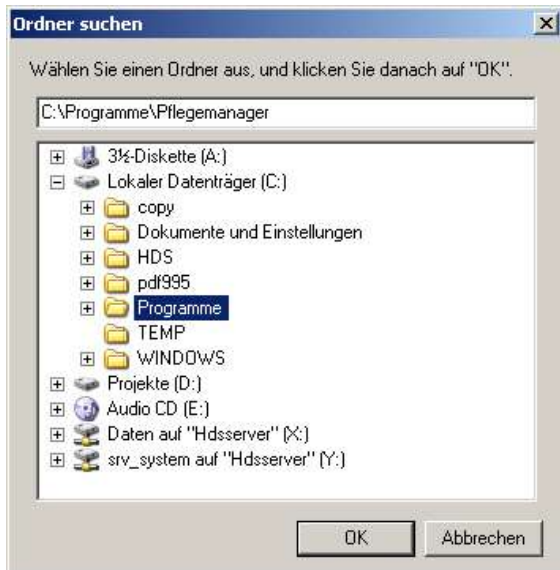 Ordner suchen
Wählen Sie einen Ordner aus, und klicken Sie danach auf "OK".
C:\Programme\Pflegemanager
3½-Diskette (A:)
Lokaler Datenträger (C:)
copy
Dokumente und Einstellungen
HDS
pdf995
Programme
TEMP
WINDOWS
Projekte (D:)
Audio CD (E:)
Daten auf "Hdsserver" (X:)
srv_system auf "Hdsserver" (Y:)
OK Abbrechen